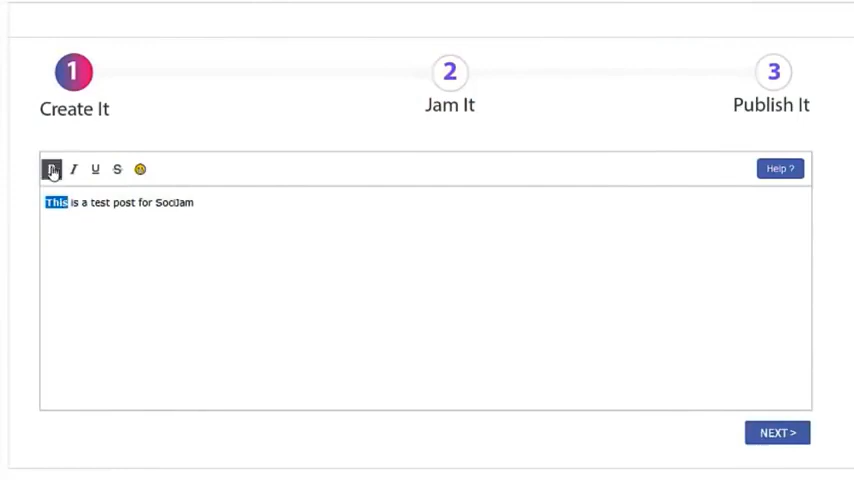 1
2
3
Create It
Jam It
Publish It
I U S
Help ?
This is a test post for SociJam
NEXT >